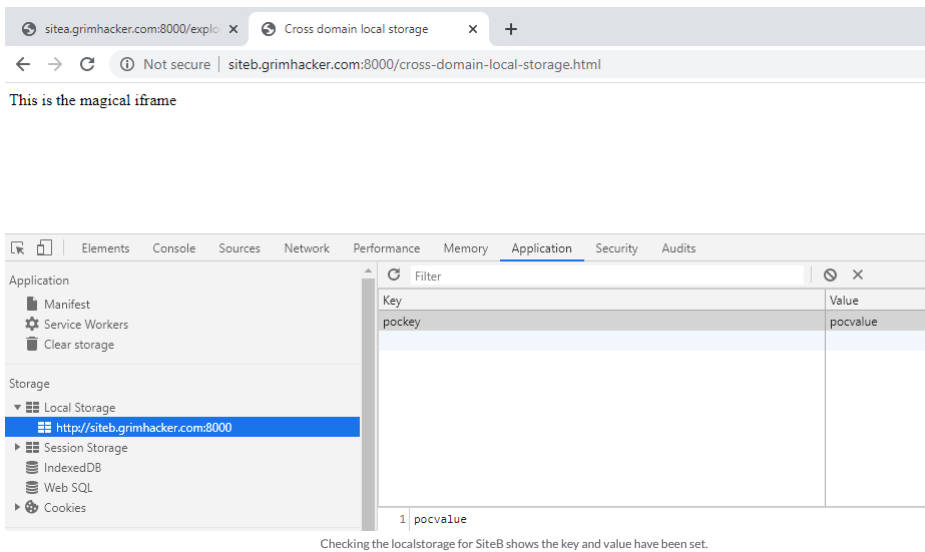 sitea.grimhacker.com:8000/explo
Cross domain local storage
Not secure | siteb.grimhacker.com:8000/cross-domain-local-storage.html
This is the magical iframe
Elements Console Sources Network Performance Memory Application Security Audits
Application
Manifest
Service Workers
Clear storage
Storage
Local Storage
http://siteb.grimhacker.com:8000
Session Storage
IndexedDB
Web SQL
Cookies
Filter
Key Value
pockey pocvalue
1 pocvalue
Checking the localstorage for SiteB shows the key and value have been set.